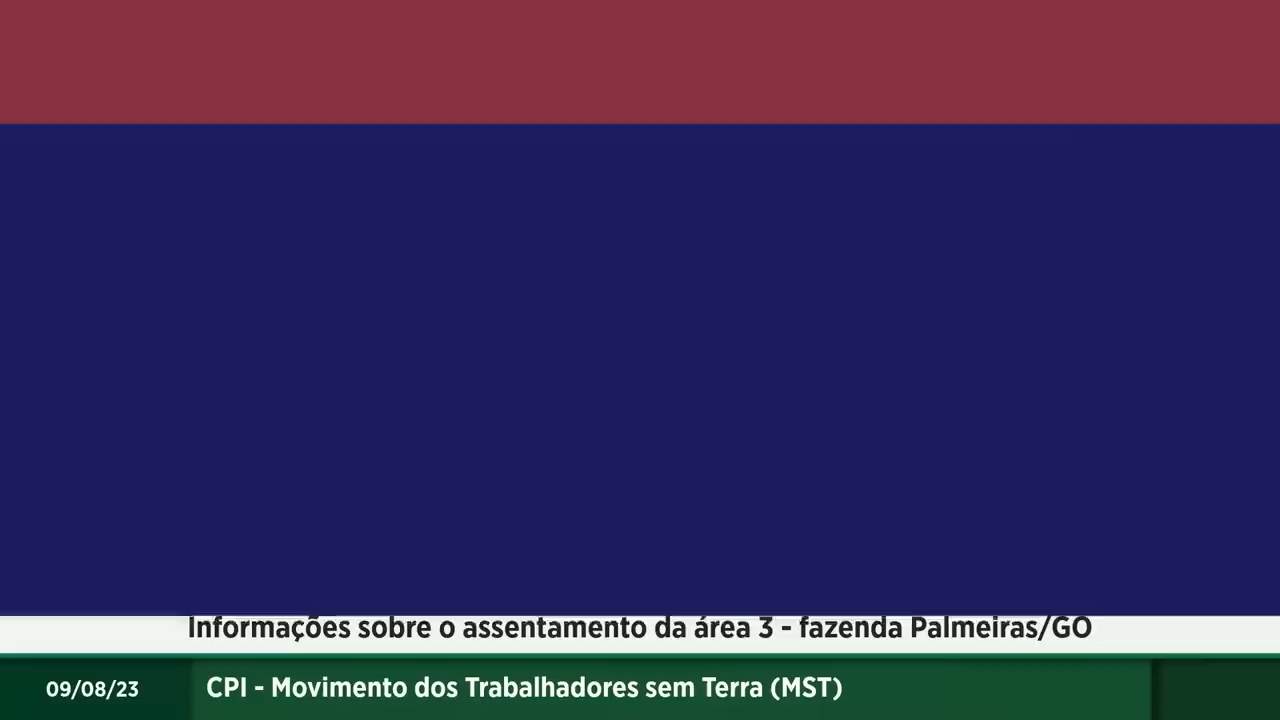 Informações sobre o assentamento da área 3 - fazenda Palmeiras/GO
09/08/23
CPI - Movimento dos Trabalhadores sem Terra (MST)